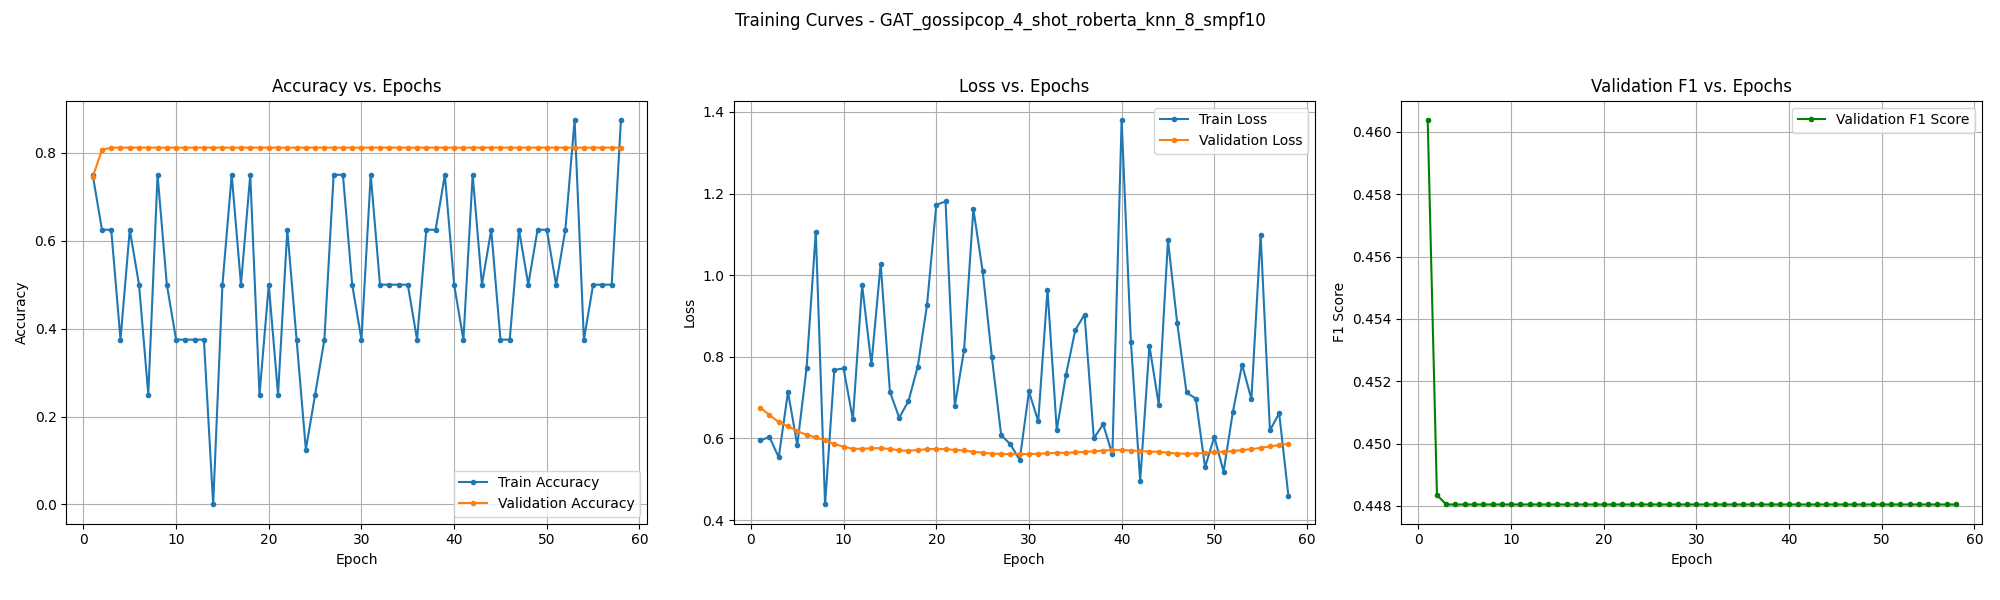 Training Curves - GAT_gossipcop_4_shot_roberta_knn_8_smpf10
Accuracy vs. Epochs
0.8
0.6
0.4
0.2
0.0
Accuracy
Train Accuracy
Validation Accuracy
0 10 20 30 40 50 60
Epoch
Loss vs. Epochs
1.4
1.2
1.0
0.8
0.6
0.4
Loss
Train Loss
Validation Loss
0 10 20 30 40 50 60
Epoch
Validation F1 vs. Epochs
0.460
0.458
0.456
0.454
0.452
0.450
0.448
F1 Score
Validation F1 Score
0 10 20 30 40 50 60
Epoch